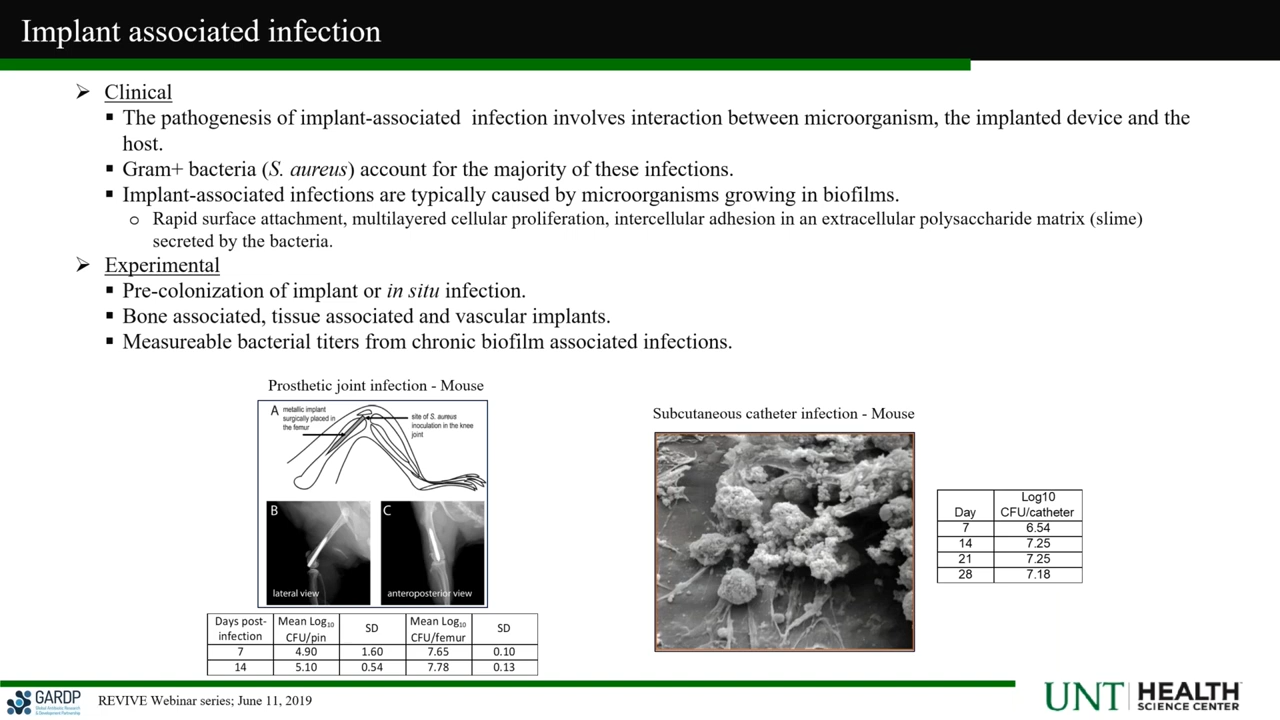 Implant associated infection
➢ Clinical
▪ The pathogenesis of implant-associated infection involves interaction between microorganism, the implanted device and the
host.
▪ Gram+ bacteria (S. aureus) account for the majority of these infections.
▪ Implant-associated infections are typically caused by microorganisms growing in biofilms.
o Rapid surface attachment, multilayered cellular proliferation, intercellular adhesion in an extracellular polysaccharide matrix (slime)
secreted by the bacteria.
➢ Experimental
▪ Pre-colonization of implant or in situ infection.
▪ Bone associated, tissue associated and vascular implants.
▪ Measureable bacterial titers from chronic biofilm associated infections.
Prosthetic joint infection - Mouse
A
metallic implant
surgically placed in
the femur
site of S. aureus
inoculation in the knee
joint
B
lateral view
C
anteroposterior view
Days post-infection Mean Log10 CFU/pin SD Mean Log10 CFU/femur SD
7 4.90 1.60 7.65 0.10
14 5.10 0.54 7.78 0.13
Subcutaneous catheter infection - Mouse
Day Log10 CFU/catheter
7 6.54
14 7.25
21 7.25
28 7.18
GARDP
Global Antibiotic Research
& Development Partnership
REVIVE Webinar series; June 11, 2019
UNT HEALTH
SCIENCE CENTER